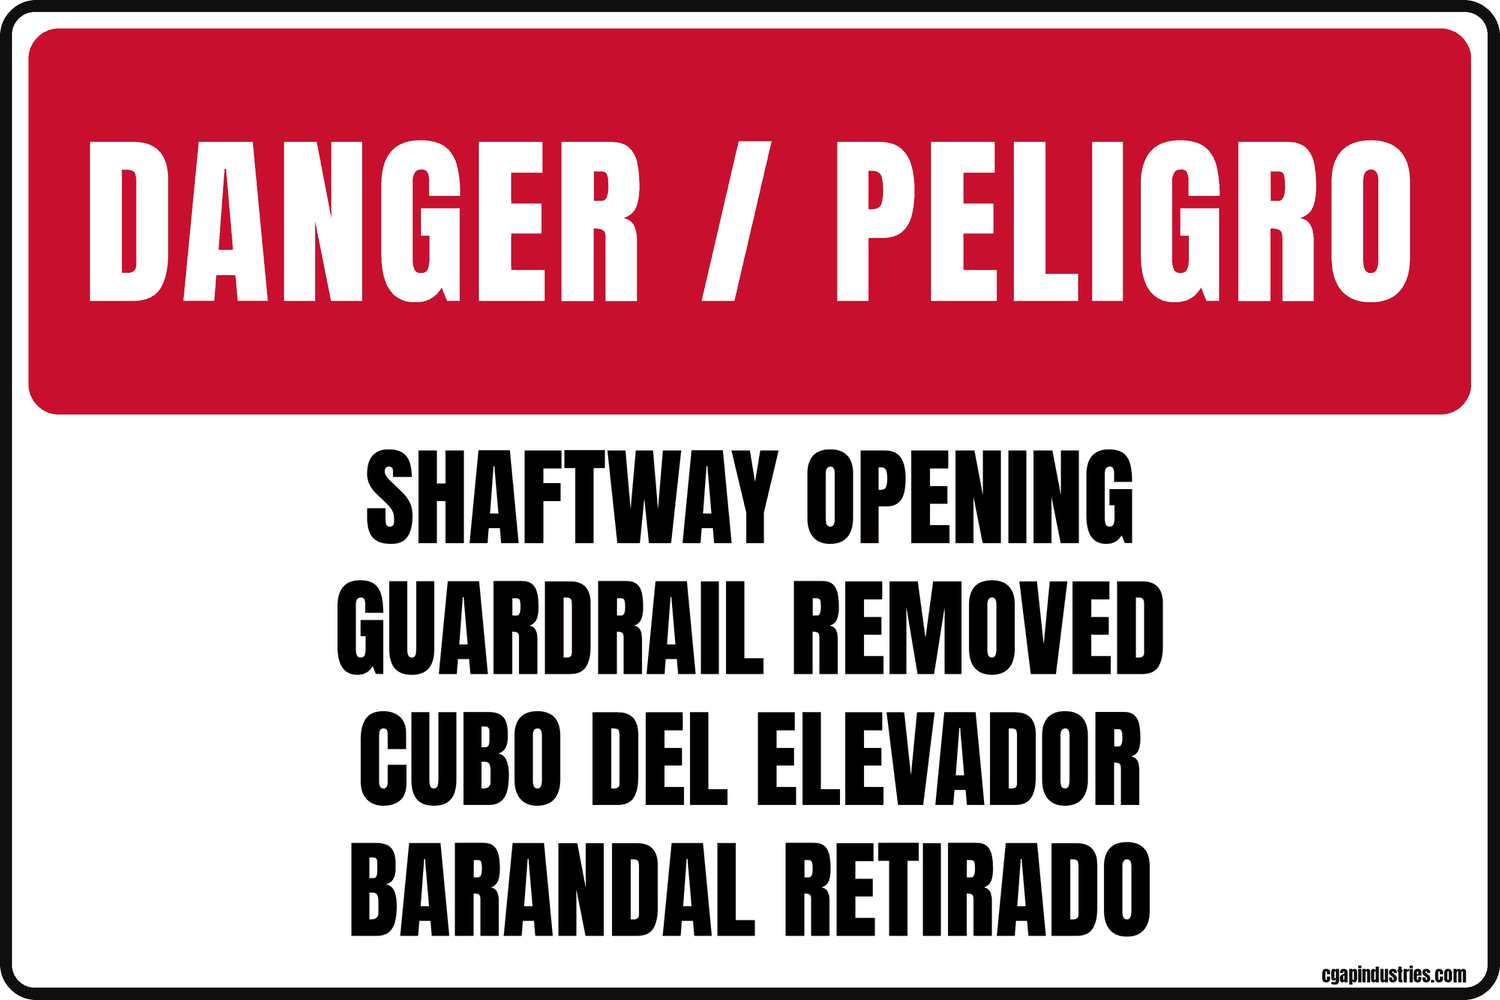 DANGER / PELIGRO
SHAFTWAY OPENING
GUARDRAIL REMOVED
CUBO DEL ELEVADOR
BARANDAL RETIRADO
cgapindustries.com